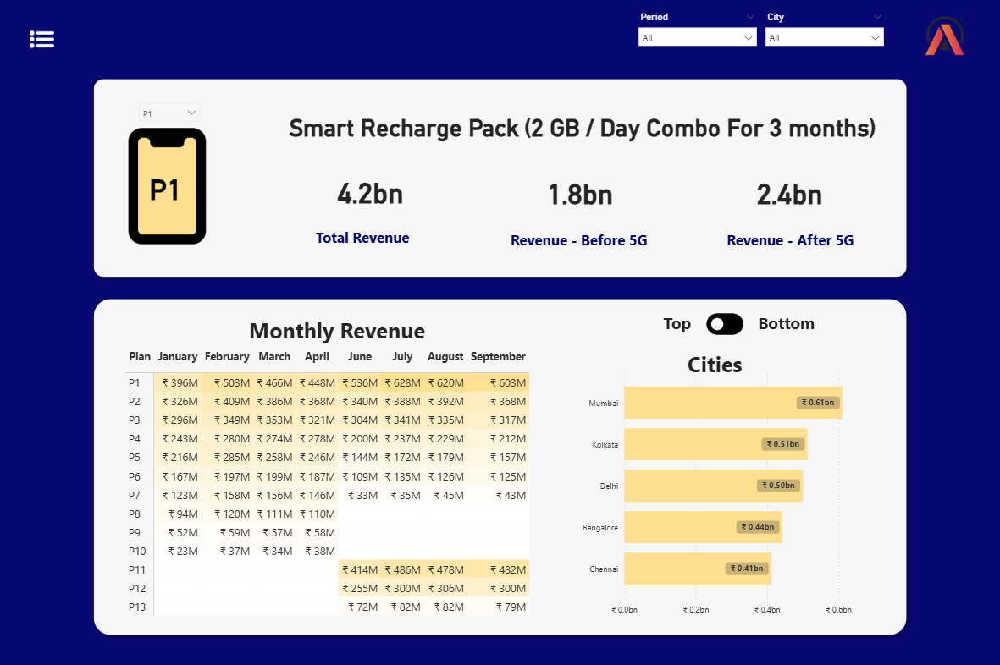 Period City
All All
P1
Smart Recharge Pack (2 GB / Day Combo For 3 months)
P1
4.2bn 1.8bn 2.4bn
Total Revenue Revenue - Before 5G Revenue - After 5G
Monthly Revenue
Plan January February March April June July August September
P1 ₹ 396M ₹ 503M ₹ 466M ₹ 448M ₹ 536M ₹ 628M ₹ 620M ₹ 603M
P2 ₹ 326M ₹ 409M ₹ 386M ₹ 368M ₹ 340M ₹ 388M ₹ 392M ₹ 368M
P3 ₹ 296M ₹ 349M ₹ 353M ₹ 321M ₹ 304M ₹ 341M ₹ 335M ₹ 317M
P4 ₹ 243M ₹ 280M ₹ 274M ₹ 278M ₹ 200M ₹ 237M ₹ 229M ₹ 212M
P5 ₹ 216M ₹ 285M ₹ 258M ₹ 246M ₹ 144M ₹ 172M ₹ 179M ₹ 157M
P6 ₹ 167M ₹ 197M ₹ 199M ₹ 187M ₹ 109M ₹ 135M ₹ 126M ₹ 125M
P7 ₹ 123M ₹ 158M ₹ 156M ₹ 146M ₹ 33M ₹ 35M ₹ 45M ₹ 43M
P8 ₹ 94M ₹ 120M ₹ 111M ₹ 110M
P9 ₹ 52M ₹ 59M ₹ 57M ₹ 58M
P10 ₹ 23M ₹ 37M ₹ 34M ₹ 38M
P11 ₹ 414M ₹ 486M ₹ 478M ₹ 482M
P12 ₹ 255M ₹ 300M ₹ 306M ₹ 300M
P13 ₹ 72M ₹ 82M ₹ 82M ₹ 79M
Top Bottom
Cities
Mumbai ₹ 0.61bn
Kolkata ₹ 0.51bn
Delhi ₹ 0.50bn
Bangalore ₹ 0.44bn
Chennai ₹ 0.41bn
₹ 0.0bn ₹ 0.2bn ₹ 0.4bn ₹ 0.6bn